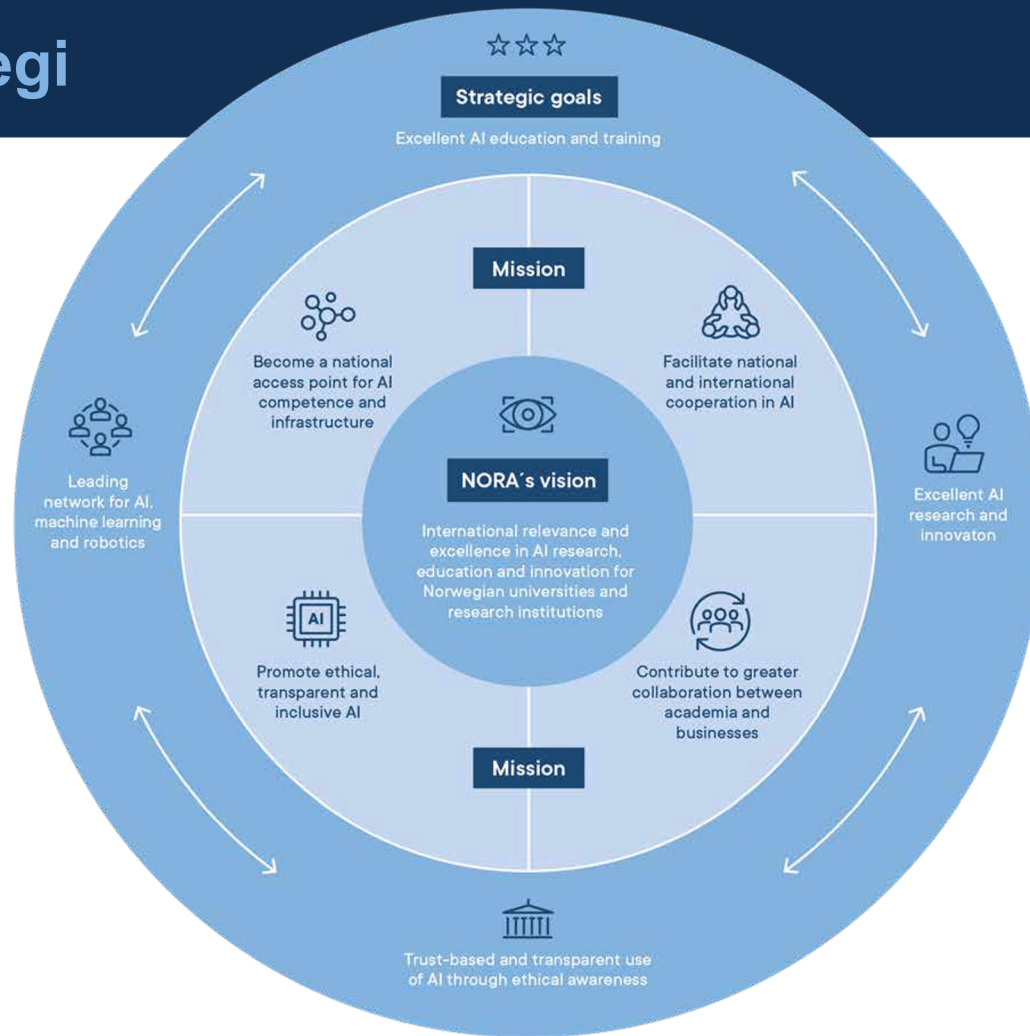 egi
Strategic goals
Excellent AI education and training
Mission
Become a national
access point for AI
competence and
infrastructure
Facilitate national
and international
cooperation in AI
Leading
network for AI,
machine learning
and robotics
NORA´s vision
International relevance and
excellence in AI research,
education and innovation for
Norwegian universities and
research institutions
Excellent AI
research and
innovaton
AI
Promote ethical,
transparent and
inclusive AI
Contribute to greater
collaboration between
academia and
businesses
Mission
Trust-based and transparent use
of AI through ethical awareness